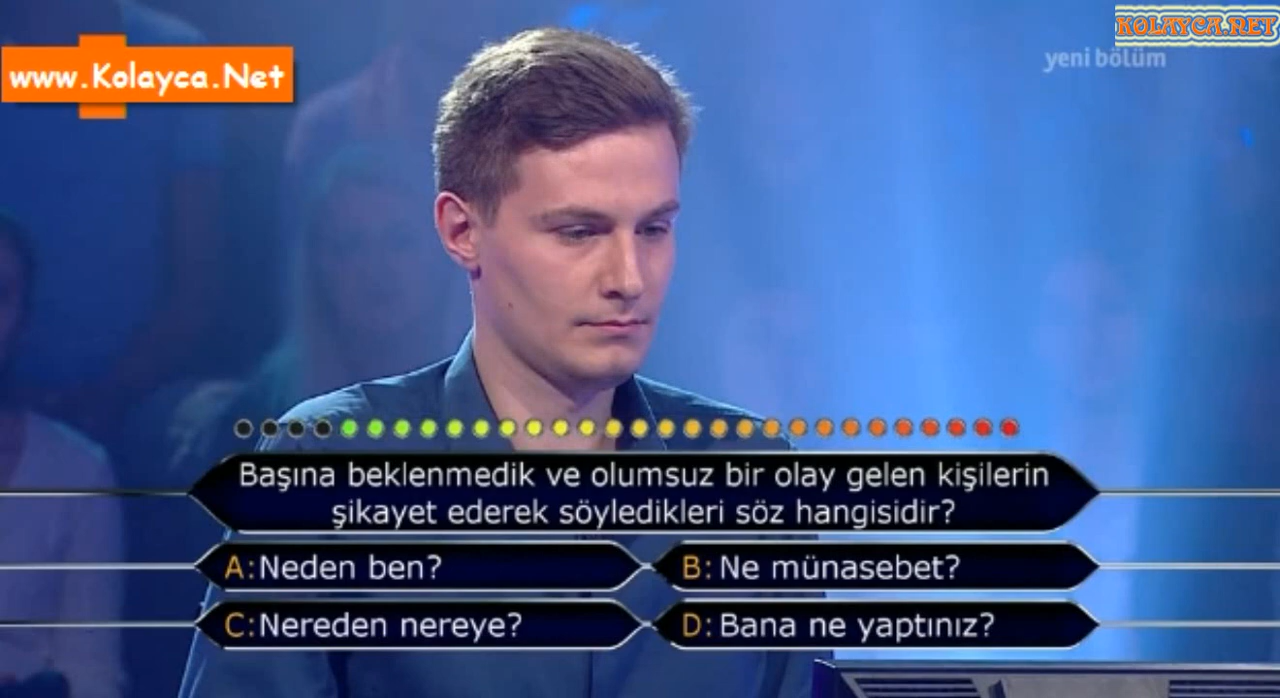 KOLAYCA.NET
www.Kolayca.Net
yeni bölüm
Başına beklenmedik ve olumsuz bir olay gelen kişilerin
şikayet ederek söyledikleri söz hangisidir?
A: Neden ben?
B: Ne münasebet?
C: Nereden nereye?
D: Bana ne yaptınız?